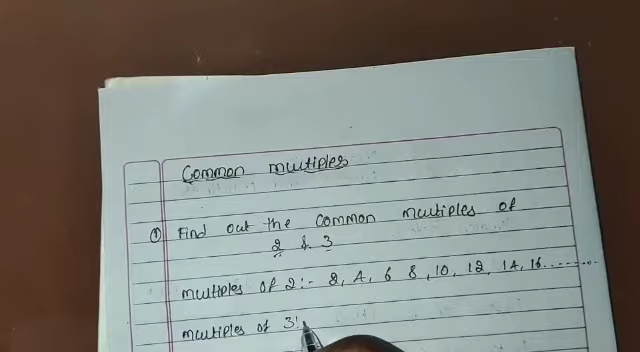 Common multiples
① Find out the common multiples of
2 & 3
multiples of 2:- 2, 4, 6 8, 10, 12, 14, 16........
multiples of 3: